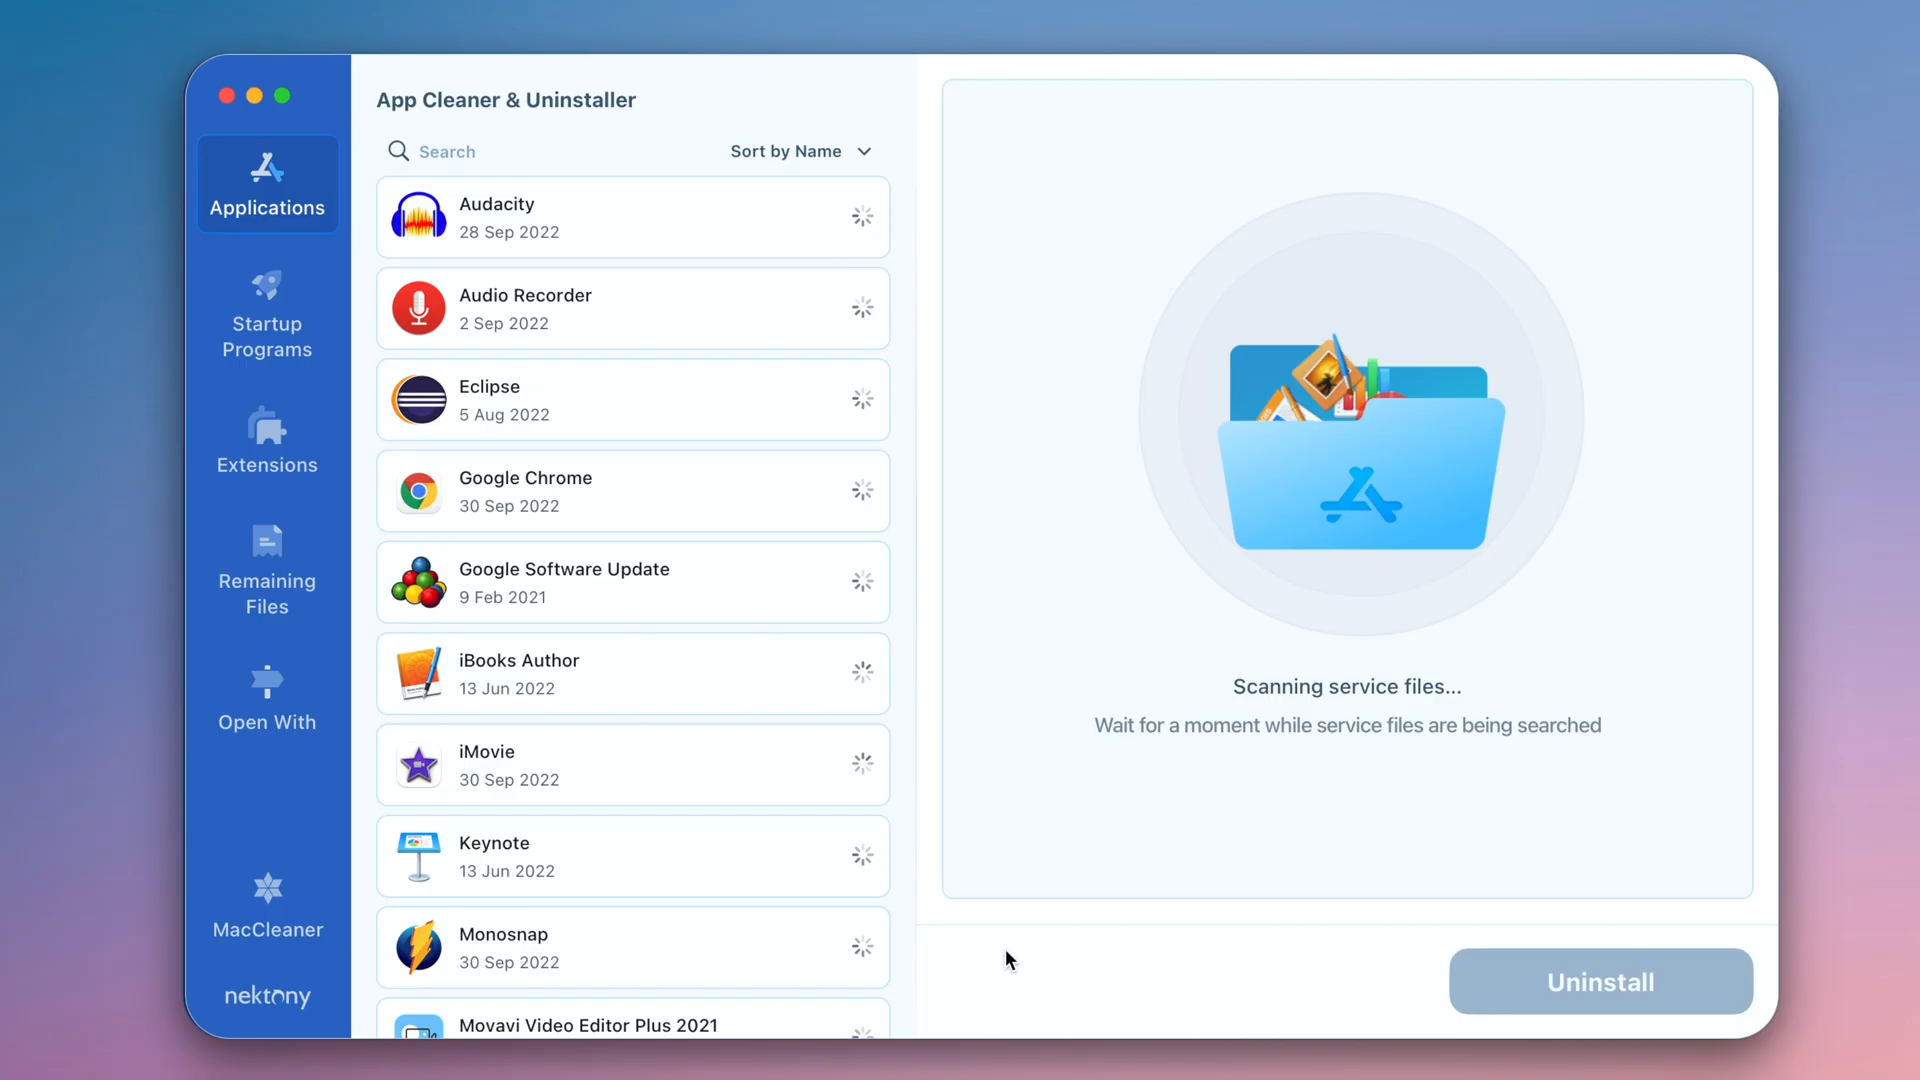 App Cleaner & Uninstaller
Search
Sort by Name
Applications
Startup
Programs
Extensions
Remaining
Files
Open With
MacCleaner
nektony
Audacity
28 Sep 2022
Audio Recorder
2 Sep 2022
Eclipse
5 Aug 2022
Google Chrome
30 Sep 2022
Google Software Update
9 Feb 2021
iBooks Author
13 Jun 2022
iMovie
30 Sep 2022
Keynote
13 Jun 2022
Monosnap
30 Sep 2022
Movavi Video Editor Plus 2021
Scanning service files...
Wait for a moment while service files are being searched
Uninstall